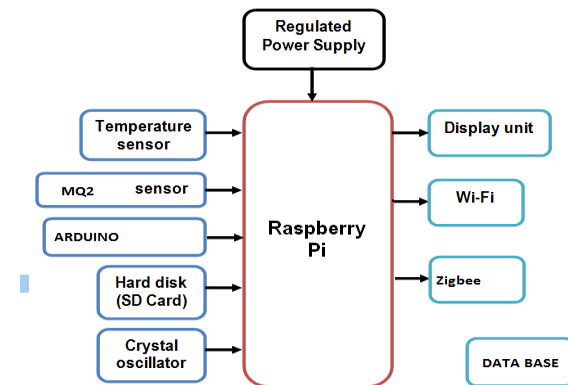 Regulated
Power Supply
Temperature
sensor
MQ2 sensor
ARDUINO
Hard disk
(SD Card)
Crystal
oscillator
Raspberry
Pi
Display unit
Wi-Fi
Zigbee
DATA BASE